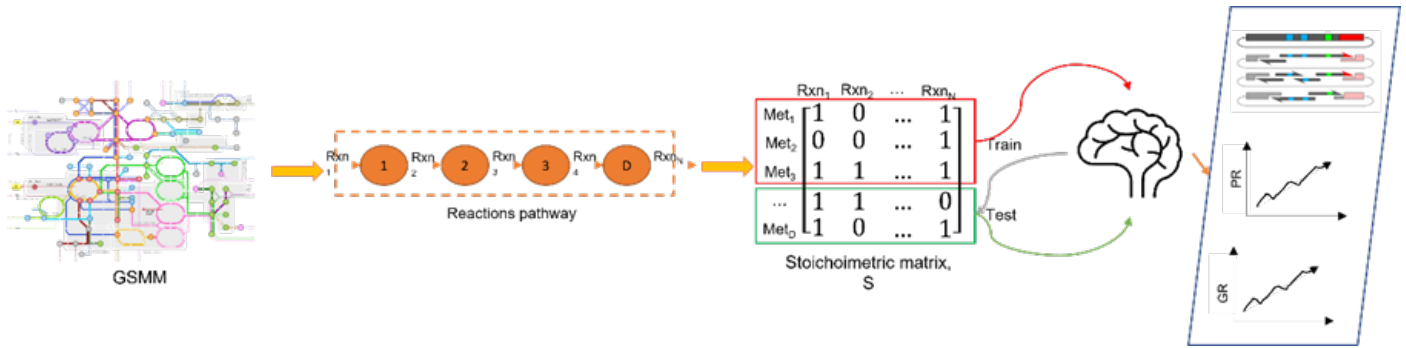 GSMM
Rxn
1
1
Rxn
2
2
Rxn
3
3
Rxn
4
D
Rxn
N
Reactions pathway
Rxn1 Rxn2 ... RxnN
Met1 1 0 ... 1
Met2 0 0 ... 1
Met3 1 1 ... 1
... 1 1 ... 0
MetD 1 0 ... 1
Train
Test
Stoichoimetric matrix,
S
PR
GR